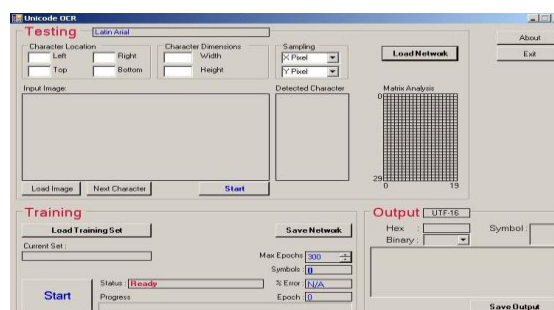 Unicode OCR
Testing Latin Arial
About
Exit
Character Location
Left Right
Top Bottom
Character Dimensions
Width
Height
Sampling
X Pixel
Y Pixel
Load Network
Input Image:
Detected Character
Matrix Analysis
0
29
0 19
Load Image Next Character Start
Training
Load Training Set Save Network
Current Set :
Max Epochs 300
Symbols : 0
Start
Status : Ready
% Error : N/A
Progress
Epoch : 0
Output UTF-16
Hex :
Symbol :
Binary :
Save Output